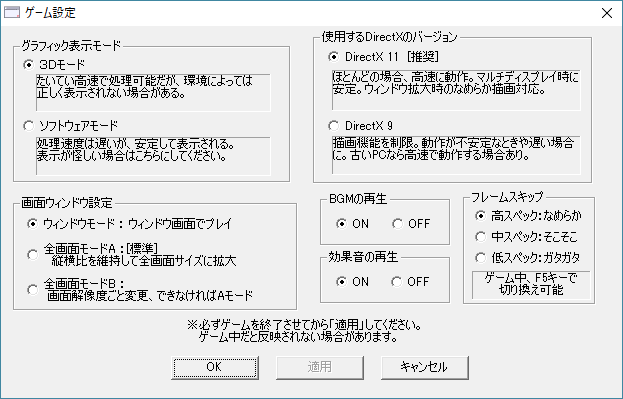 ゲーム設定
グラフィック表示モード
3Dモード
たいてい高速で処理可能だが、環境によっては
正しく表示されない場合がある。
ソフトウェアモード
処理速度は遅いが、安定して表示される。
表示が怪しい場合はこちらにしてください。
使用するDirectXのバージョン
DirectX 11 [推奨]
ほとんどの場合、高速に動作。マルチディスプレイ時に
安定。ウィンドウ拡大時のなめらか描画対応。
DirectX 9
描画機能を制限。動作が不安定なときや遅い場合
に。古いPCなら高速で動作する場合あり。
画面ウィンドウ設定
ウィンドウモード : ウィンドウ画面でプレイ
全画面モードA : [標準]
縦横比を維持して全画面サイズに拡大
全画面モードB :
画面解像度ごと変更、できなければAモード
BGMの再生
ON OFF
効果音の再生
ON OFF
フレームスキップ
高スペック:なめらか
中スペック:そこそこ
低スペック:ガタガタ
ゲーム中、F5キーで
切り換え可能
※必ずゲームを終了させてから「適用」してください。
ゲーム中だと反映されない場合があります。
OK 適用 キャンセル